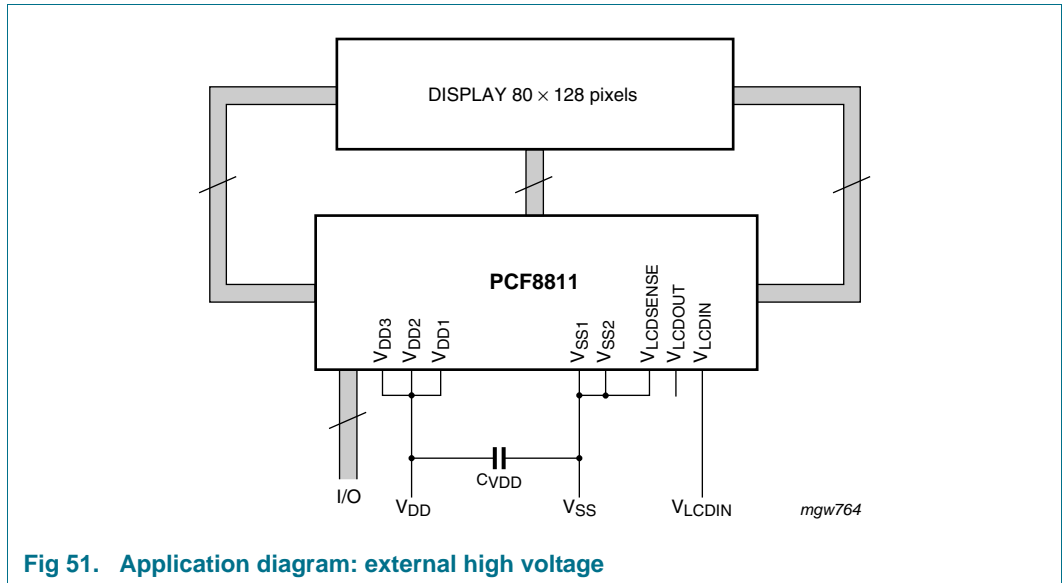 DISPLAY 80 × 128 pixels
PCF8811
VDD3
VDD2
VDD1
VSS1
VSS2
VLCDSENSE
VLCDOUT
VLCDIN
CVDD
I/O
VDD
VSS
VLCDIN
mgw764
Fig 51. Application diagram: external high voltage